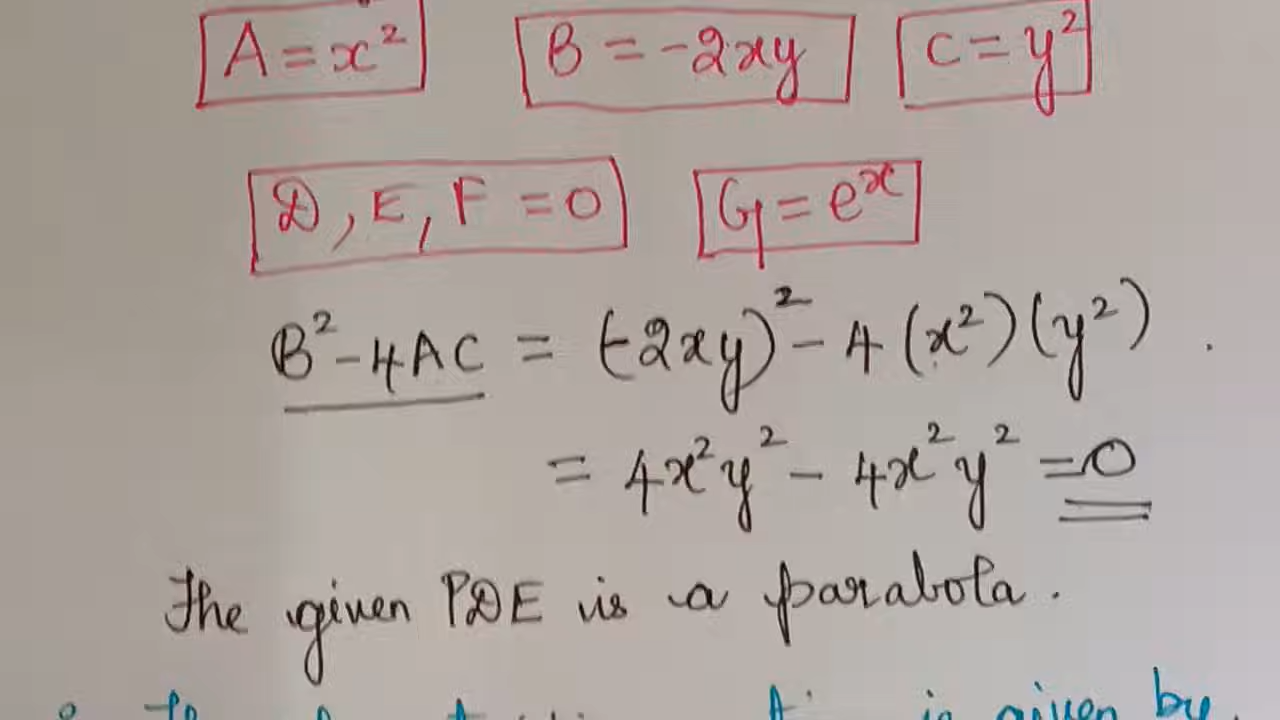 A = x²   B = -2xy   C = y²
D, E, F = 0   G = eˣ
B² - 4AC = (-2xy)² - 4(x²)(y²).
= 4x²y² - 4x²y² = 0
The given PDE is a parabola.
is given by